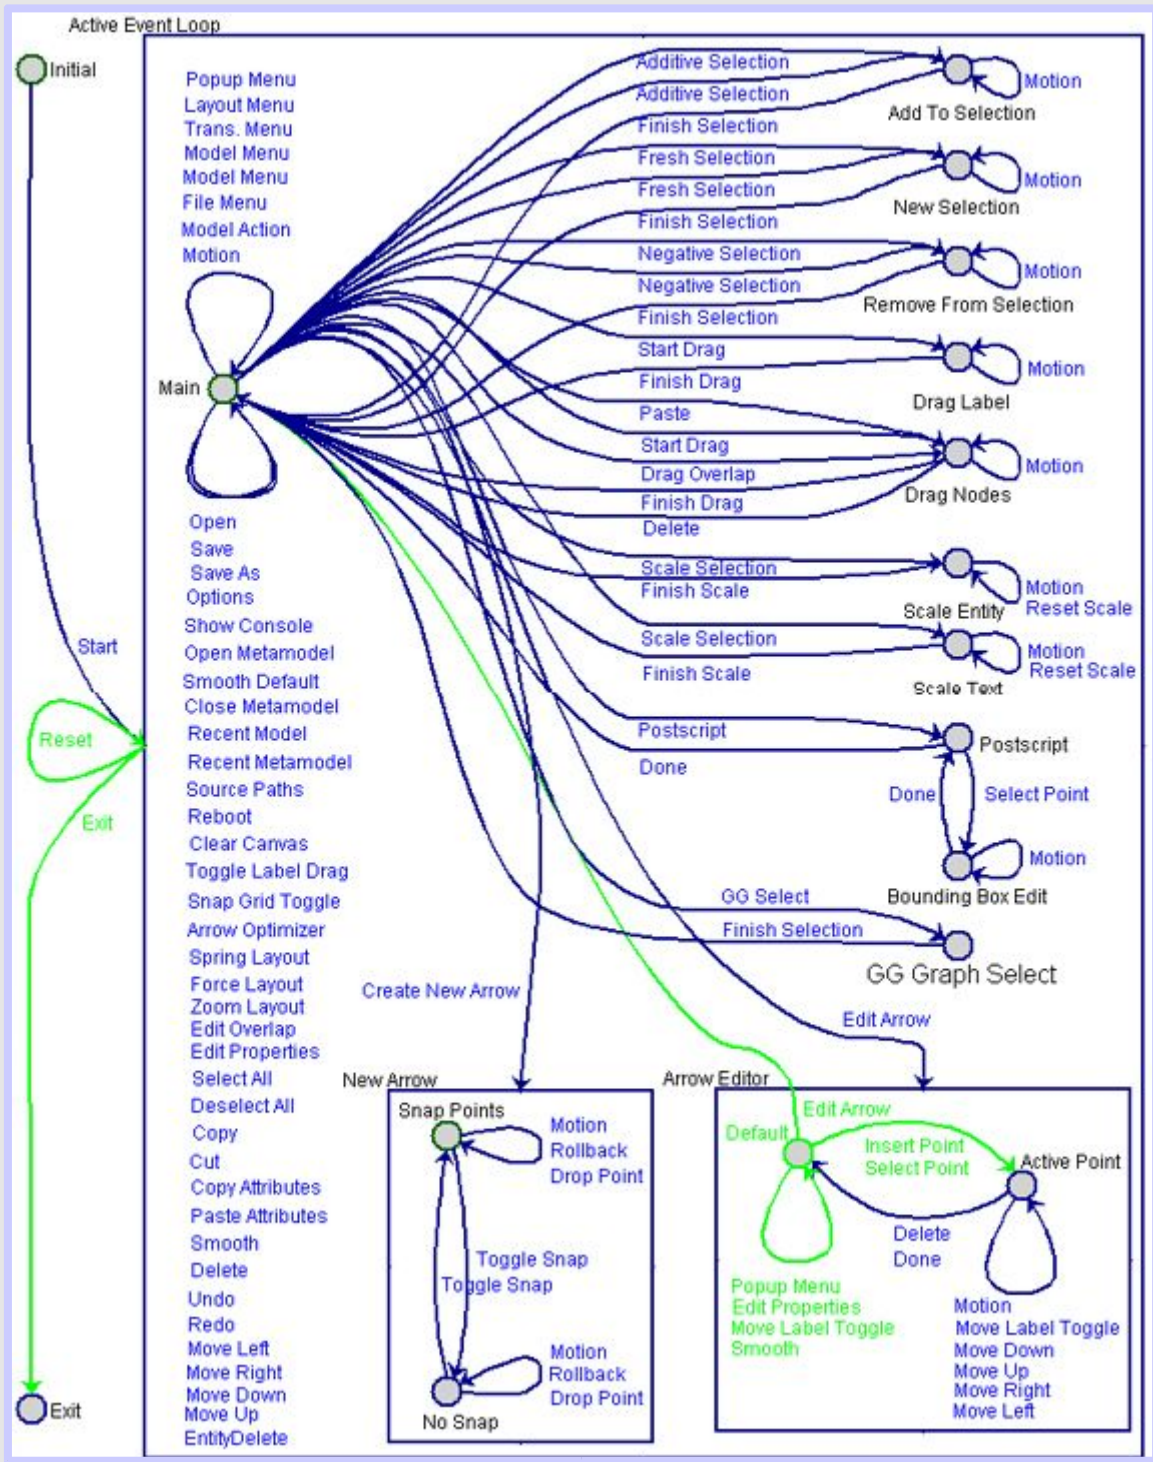 Active Event Loop
Initial
Popup Menu
Layout Menu
Trans. Menu
Model Menu
Model Menu
File Menu
Model Action
Motion
Main
Open
Save
Save As
Options
Show Console
Open Metamodel
Smooth Default
Close Metamodel
Recent Model
Recent Metamodel
Source Paths
Reboot
Clear Canvas
Toggle Label Drag
Snap Grid Toggle
Arrow Optimizer
Spring Layout
Force Layout
Zoom Layout
Edit Overlap
Edit Properties
Select All
Deselect All
Copy
Cut
Copy Attributes
Paste Attributes
Smooth
Delete
Undo
Redo
Move Left
Move Right
Move Down
Move Up
EntityDelete
Start
Reset
Exit
Exit
Additive Selection
Additive Selection
Finish Selection
Fresh Selection
Fresh Selection
Finish Selection
Negative Selection
Negative Selection
Finish Selection
Start Drag
Finish Drag
Paste
Start Drag
Drag Overlap
Finish Drag
Delete
Scale Selection
Finish Scale
Scale Selection
Finish Scale
Postscript
Done
Motion
Add To Selection
Motion
New Selection
Motion
Remove From Selection
Motion
Drag Label
Motion
Drag Nodes
Motion
Reset Scale
Scale Entity
Motion
Reset Scale
Scale Text
Postscript
Done
Select Point
Motion
Bounding Box Edit
GG Select
Finish Selection
GG Graph Select
Create New Arrow
Edit Arrow
New Arrow
Snap Points
Motion
Rollback
Drop Point
Toggle Snap
Toggle Snap
Motion
Rollback
Drop Point
No Snap
Arrow Editor
Edit Arrow
Default
Insert Point
Select Point
Active Point
Delete
Done
Popup Menu
Edit Properties
Move Label Toggle
Smooth
Motion
Move Label Toggle
Move Down
Move Up
Move Right
Move Left